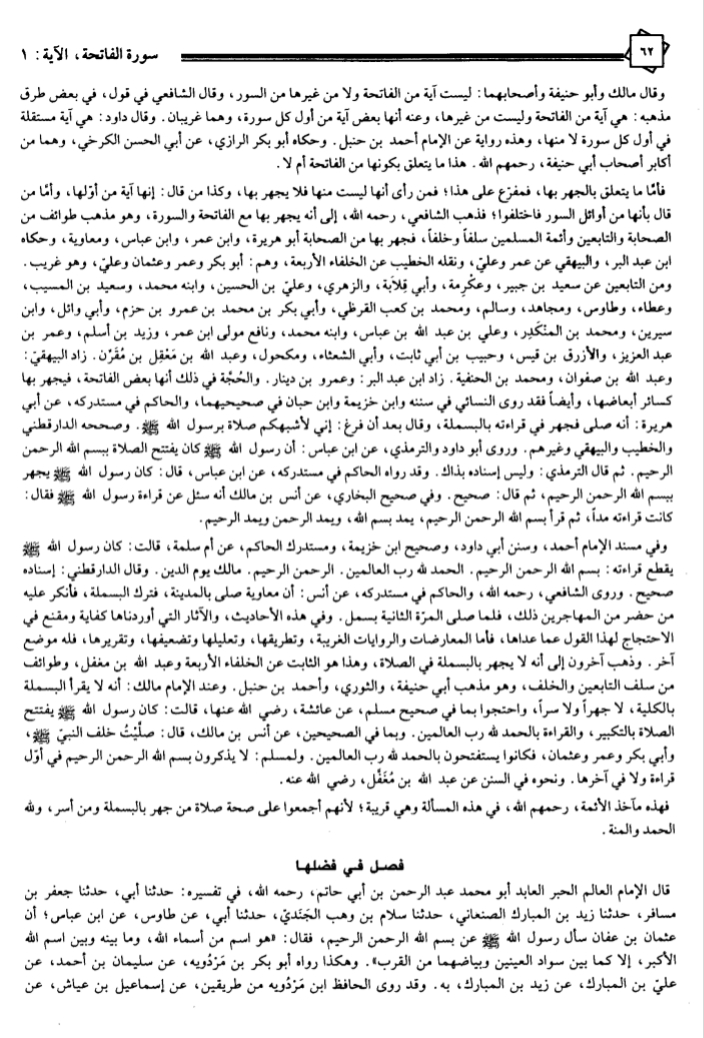 ٦٢
سورة الفاتحة، الآية: ١
وقال مالك وأبو حنيفة وأصحابهما: ليست آية من الفاتحة ولا من غيرها من السور، وقال الشافعي في قول، في بعض طرق
مذهبه: هي آية من الفاتحة وليست من غيرها، وعنه أنها بعض آية من أول كل سورة، وهما غريبان. وقال داود: هي آية مستقلة
في أول كل سورة لا منها، وهذه رواية عن الإمام أحمد بن حنبل. وحكاه أبو بكر الرازي، عن أبي الحسن الكرخي، وهما من
أكابر أصحاب أبي حنيفة، رحمهم الله. هذا ما يتعلق بكونها من الفاتحة أم لا.
فأمّا ما يتعلق بالجهر بها، فمفرّع على هذا؛ فمن رأى أنها ليست منها فلا يجهر بها، وكذا من قال: إنها آية من أوّلها، وأمّا من
قال بأنها من أوائل السور فاختلفوا؛ فذهب الشافعي، رحمه الله، إلى أنه يجهر بها مع الفاتحة والسورة، وهو مذهب طوائف من
الصحابة والتابعين وأئمة المسلمين سلفاً وخلفاً، فجهر بها من الصحابة أبو هريرة، وابن عمر، وابن عباس، ومعاوية، وحكاه
ابن عبد البر، والبيهقي عن عمر وعليّ، ونقله الخطيب عن الخلفاء الأربعة، وهم: أبو بكر وعمر وعثمان وعليّ، وهو غريب.
ومن التابعين عن سعيد بن جبير، وعكْرِمة، وأبي قِلابَة، والزهري، وعليّ بن الحسين، وابنه محمد، وسعيد بن المسيب،
وعطاء، وطاوس، ومجاهد، وسالم، ومحمد بن كعب القرظي، وأبي بكر بن محمد بن عمرو بن حزم، وأبي وائل، وابن
سيرين، ومحمد بن المنْكَدِر، وعلي بن عبد الله بن عباس، وابنه محمد، ونافع مولى ابن عمر، وزيد بن أسلم، وعمر بن
عبد العزيز، والأزرق بن قيس، وحبيب بن أبي ثابت، وأبي الشعثاء، ومكحول، وعبد الله بن مَعْقِل بن مُقَرّن. زاد البيهقيّ:
وعبد الله بن صفوان، ومحمد بن الحنفية. زاد ابن عبد البر: وعمرو بن دينار. والحُجَّة في ذلك أنها بعض الفاتحة، فيجهر بها
كسائر أبعاضها، وأيضاً فقد روى النسائي في سننه وابن خزيمة وابن حبان في صحيحيهما، والحاكم في مستدركه، عن أبي
هريرة: أنه صلى فجهر في قراءته بالبسملة، وقال بعد أن فرغ: إني لأشبهكم صلاة برسول الله ﷺ. وصححه الدارقطني
والخطيب والبيهقي وغيرهم. وروى أبو داود والترمذي، عن ابن عباس: أن رسول الله ﷺ كان يفتتح الصلاة ببسم الله الرحمن
الرحيم. ثم قال الترمذي: وليس إسناده بذاك. وقد رواه الحاكم في مستدركه، عن ابن عباس، قال: كان رسول الله ﷺ يجهر
ببسم الله الرحمن الرحيم، ثم قال: صحيح. وفي صحيح البخاري، عن أنس بن مالك أنه سئل عن قراءة رسول الله ﷺ فقال:
كانت قراءته مداً، ثم قرأ بسم الله الرحمن الرحيم، يمد بسم الله، ويمد الرحمن ويمد الرحيم.
وفي مسند الإمام أحمد، وسنن أبي داود، وصحيح ابن خزيمة، ومستدرك الحاكم، عن أم سلمة، قالت: كان رسول الله ﷺ
يقطع قراءته: بسم الله الرحمن الرحيم. الحمد لله رب العالمين. الرحمن الرحيم. مالك يوم الدين. وقال الدارقطني: إسناده
صحيح. وروى الشافعي، رحمه الله، والحاكم في مستدركه، عن أنس: أن معاوية صلى بالمدينة، فترك البسملة، فأنكر عليه
من حضر من المهاجرين ذلك، فلما صلى المرّة الثانية بسمل. وفي هذه الأحاديث، والآثار التي أوردناها كفاية ومقنع في
الاحتجاج لهذا القول عما عداها، فأما المعارضات والروايات الغريبة، وتطريقها، وتعليلها وتضعيفها، وتقريرها، فله موضع
آخر. وذهب آخرون إلى أنه لا يجهر بالبسملة في الصلاة، وهذا هو الثابت عن الخلفاء الأربعة وعبد الله بن مغفل، وطوائف
من سلف التابعين والخلف، وهو مذهب أبي حنيفة، والثوري، وأحمد بن حنبل. وعند الإمام مالك: أنه لا يقرأ البسملة
بالكلية، لا جهراً ولا سراً، واحتجوا بما في صحيح مسلم، عن عائشة، رضي الله عنها، قالت: كان رسول الله ﷺ يفتتح
الصلاة بالتكبير، والقراءة بالحمد لله رب العالمين. وبما في الصحيحين، عن أنس بن مالك، قال: صلَّيْتُ خلف النبيّ ﷺ،
وأبي بكر وعمر وعثمان، فكانوا يستفتحون بالحمد لله رب العالمين. ولمسلم: لا يذكرون بسم الله الرحمن الرحيم في أوّل
قراءة ولا في آخرها. ونحوه في السنن عن عبد الله بن مُغَفَّل، رضي الله عنه.
فهذه مآخذ الأئمة، رحمهم الله، في هذه المسألة وهي قريبة؛ لأنهم أجمعوا على صحة صلاة من جهر بالبسملة ومن أسر، ولله
الحمد والمنة.
فصل في فضلها
قال الإمام العالم الحبر العابد أبو محمد عبد الرحمن بن أبي حاتم، رحمه الله، في تفسيره: حدثنا أبي، حدثنا جعفر بن
مسافر، حدثنا زيد بن المبارك الصنعاني، حدثنا سلام بن وهب الجَنَديّ، حدثنا أبي، عن طاوس، عن ابن عباس؛ أن
عثمان بن عفان سأل رسول الله ﷺ عن بسم الله الرحمن الرحيم، فقال: «هو اسم من أسماء الله، وما بينه وبين اسم الله
الأكبر، إلا كما بين سواد العينين وبياضهما من القرب». وهكذا رواه أبو بكر بن مَرْدُويه، عن سليمان بن أحمد، عن
عليّ بن المبارك، عن زيد بن المبارك، به. وقد روى الحافظ ابن مَرْدُويه من طريقين، عن إسماعيل بن عياش، عن